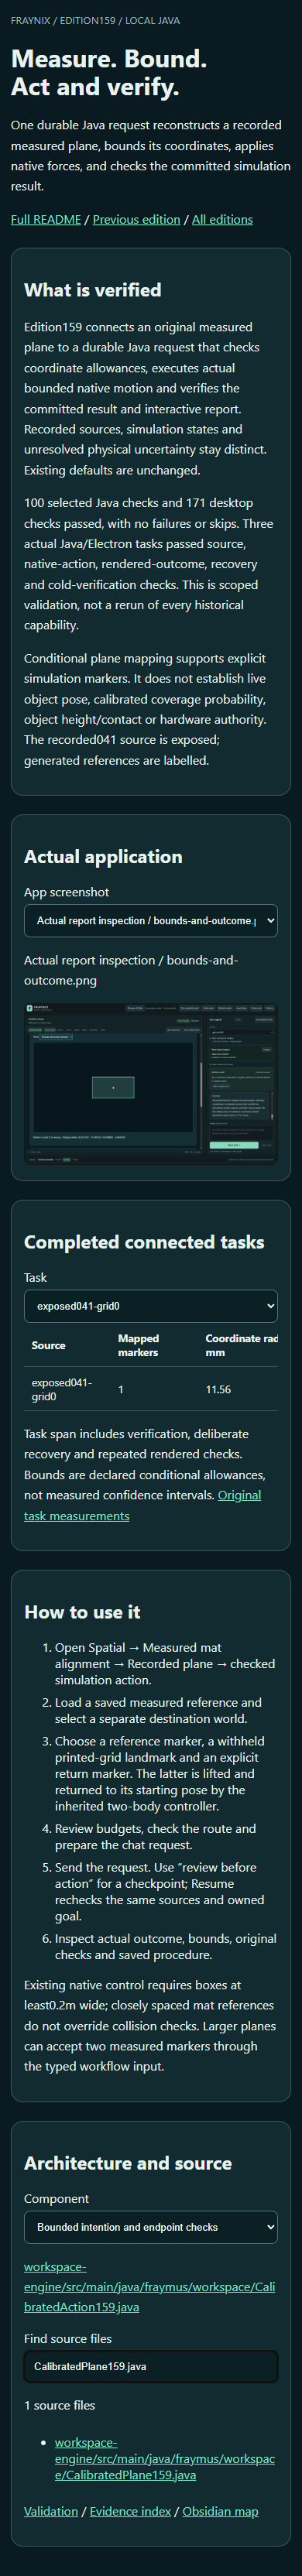 FRAYNIX / EDITION159 / LOCAL JAVA
Measure. Bound.
Act and verify.
One durable Java request reconstructs a recorded
measured plane, bounds its coordinates, applies
native forces, and checks the committed simulation
result.
Full README / Previous edition / All editions
What is verified
Edition159 connects an original measured
plane to a durable Java request that checks
coordinate allowances, executes actual
bounded native motion and verifies the
committed result and interactive report.
Recorded sources, simulation states and
unresolved physical uncertainty stay distinct.
Existing defaults are unchanged.
100 selected Java checks and 171 desktop
checks passed, with no failures or skips. Three
actual Java/Electron tasks passed source,
native-action, rendered-outcome, recovery
and cold-verification checks. This is scoped
validation, not a rerun of every historical
capability.
Conditional plane mapping supports explicit
simulation markers. It does not establish live
object pose, calibrated coverage probability,
object height/contact or hardware authority.
The recorded041 source is exposed;
generated references are labelled.
Actual application
App screenshot
Actual report inspection / bounds-and-outcome.p
Actual report inspection / bounds-and-
outcome.png
Completed connected tasks
Task
exposed041-grid0
Source Mapped markers Coordinate rad mm
exposed041-grid0 1 11.56
Task span includes verification, deliberate
recovery and repeated rendered checks.
Bounds are declared conditional allowances,
not measured confidence intervals. Original
task measurements
How to use it
1. Open Spatial → Measured mat
alignment → Recorded plane → checked
simulation action.
2. Load a saved measured reference and
select a separate destination world.
3. Choose a reference marker, a withheld
printed-grid landmark and an explicit
return marker. The latter is lifted and
returned to its starting pose by the
inherited two-body controller.
4. Review budgets, check the route and
prepare the chat request.
5. Send the request. Use “review before
action” for a checkpoint; Resume
rechecks the same sources and owned
goal.
6. Inspect actual outcome, bounds, original
checks and saved procedure.
Existing native control requires boxes at
least0.2m wide; closely spaced mat references
do not override collision checks. Larger planes
can accept two measured markers through
the typed workflow input.
Architecture and source
Component
Bounded intention and endpoint checks
workspace-
engine/src/main/java/fraymus/workspace/Cali
bratedAction159.java
Find source files
CalibratedPlane159.java
1 source files
• workspace-
engine/src/main/java/fraymus/workspac
e/CalibratedPlane159.java
Validation / Evidence index / Obsidian map